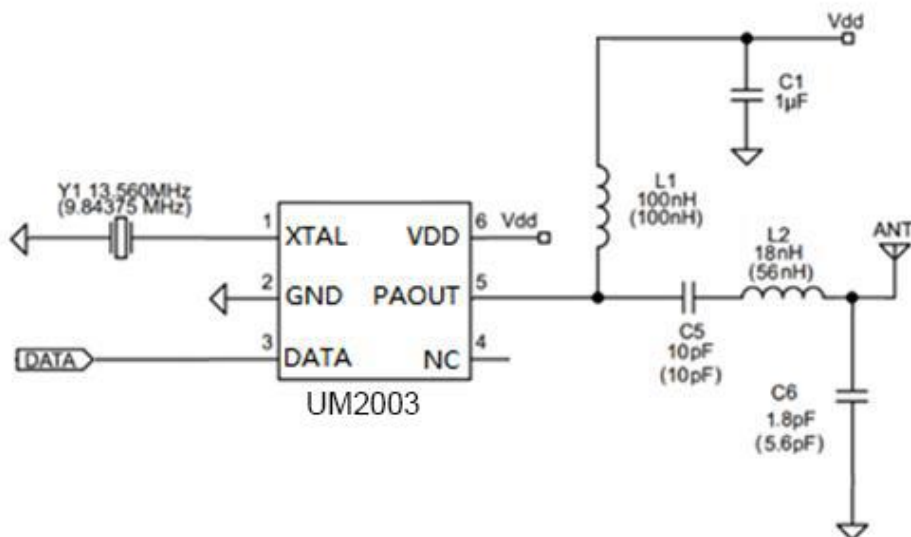 Vdd
C1
1µF
Y1 13.560MHz
(9.84375 MHz)
L1
100nH
(100nH)
1
XTAL
VDD
6
Vdd
ANT
L2
18nH
(56nH)
2
GND
PAOUT
5
3
DATA
DATA
NC
4
C5
10pF
(10pF)
C6
1.8pF
(5.6pF)
UM2003